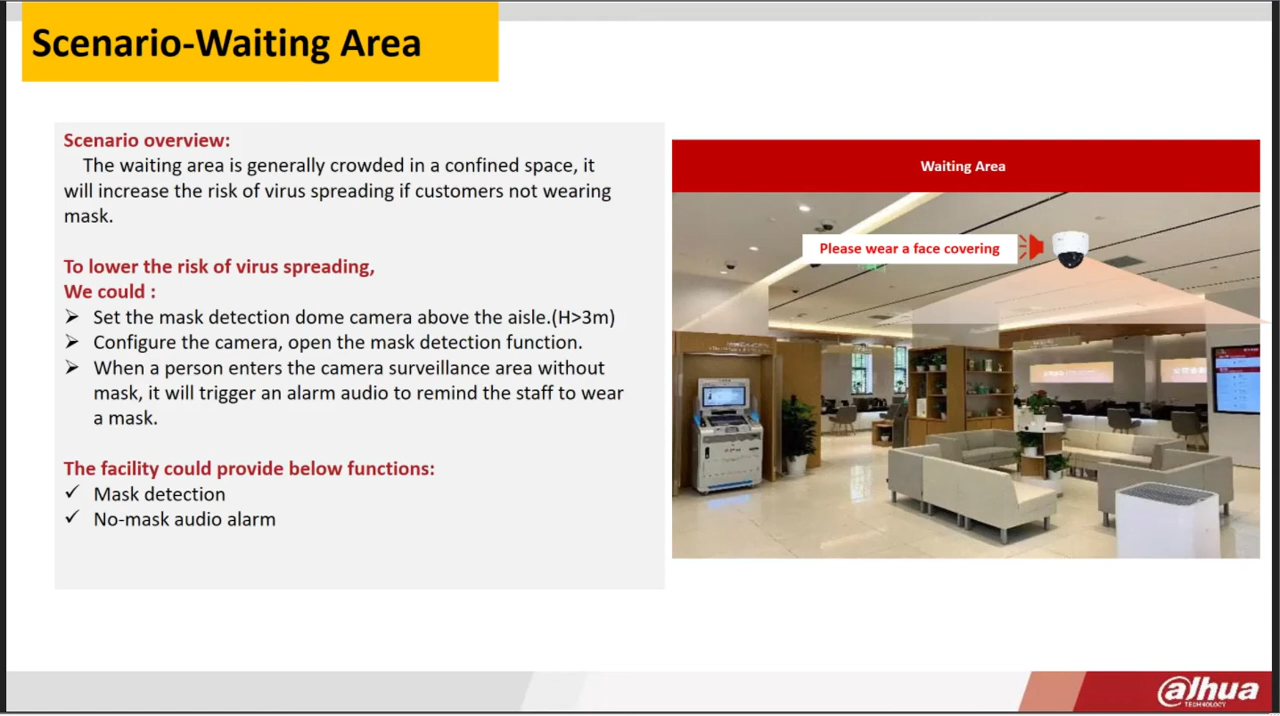 Scenario-Waiting Area
Scenario overview:
The waiting area is generally crowded in a confined space, it
will increase the risk of virus spreading if customers not wearing
mask.
To lower the risk of virus spreading,
We could :
➢ Set the mask detection dome camera above the aisle.(H>3m)
➢ Configure the camera, open the mask detection function.
➢ When a person enters the camera surveillance area without
mask, it will trigger an alarm audio to remind the staff to wear
a mask.
The facility could provide below functions:
✓ Mask detection
✓ No-mask audio alarm
Waiting Area
Please wear a face covering
alhua
TECHNOLOGY